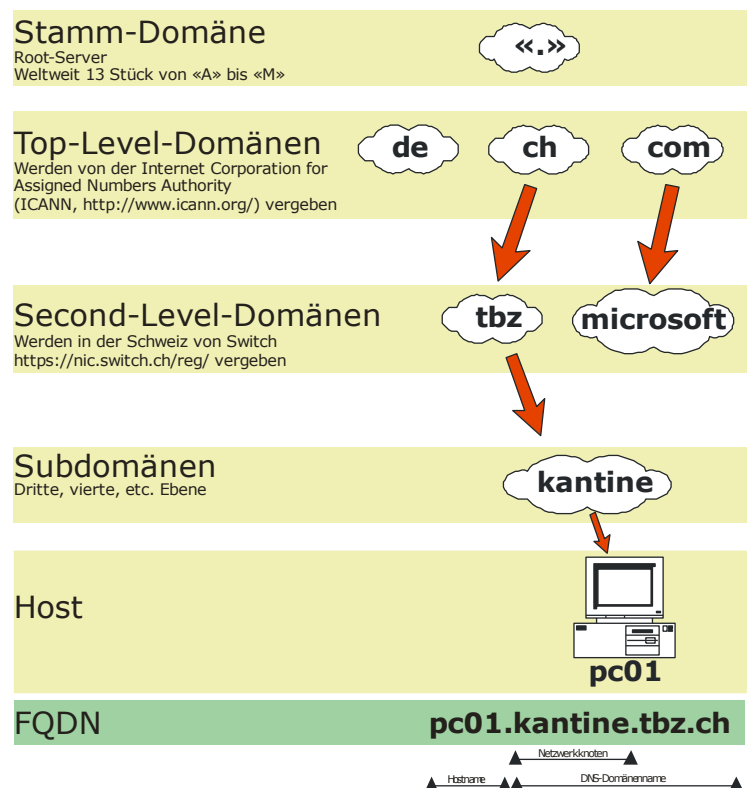 Stamm-Domäne
Root-Server
Weltweit 13 Stück von «A» bis «M»
«.»
Top-Level-Domänen
Werden von der Internet Corporation for
Assigned Numbers Authority
(ICANN, http://www.icann.org/) vergeben
de
ch
com
Second-Level-Domänen
Werden in der Schweiz von Switch
https://nic.switch.ch/reg/ vergeben
tbz
microsoft
Subdomänen
Dritte, vierte, etc. Ebene
kantine
Host
pc01
FQDN
pc01.kantine.tbz.ch
Netzwerkknoten
Hostname
DNS-Domänenname